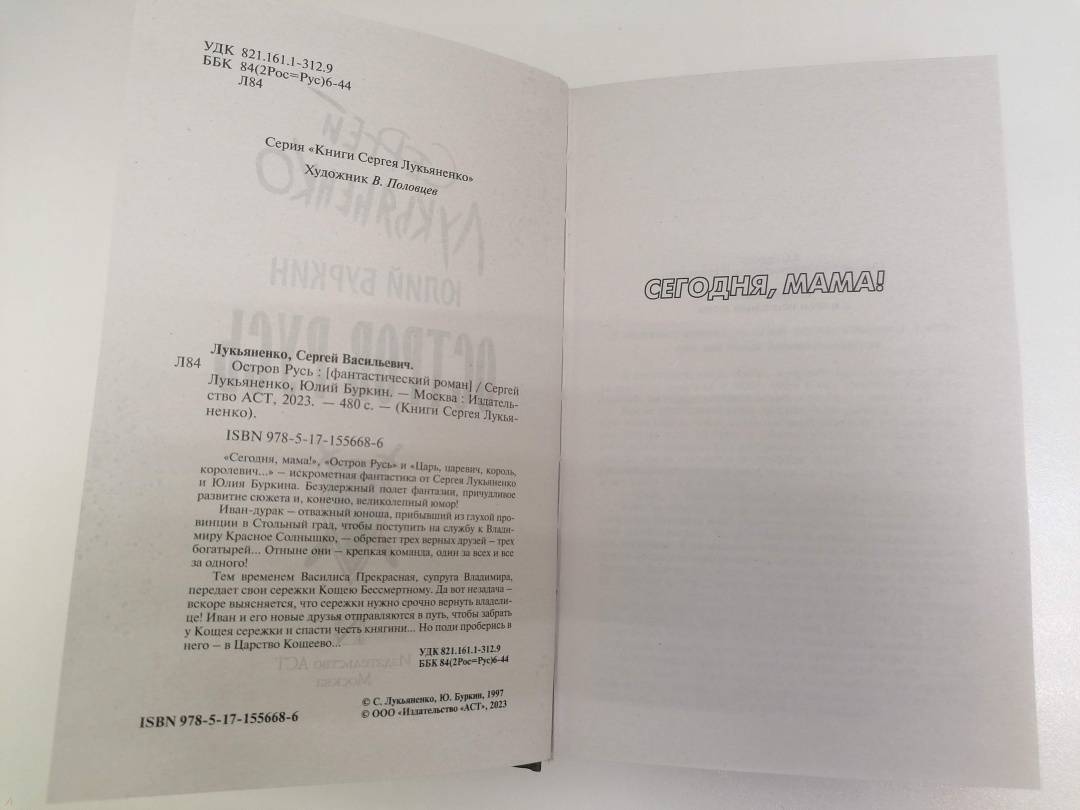 УДК 821.161.1-312.9
ББК 84(2Рос=Рус)6-44
Л84
Серия «Книги Сергея Лукьяненко»
Художник В. Половцев
Лукьяненко, Сергей Васильевич.
Л84 Остров Русь : [фантастический роман] / Сергей
Лукьяненко, Юлий Буркин. — Москва : Издатель-
ство АСТ, 2023. — 480 с. — (Книги Сергея Лукья-
ненко).
ISBN 978-5-17-155668-6
«Сегодня, мама!», «Остров Русь» и «Царь, царевич, король,
королевич...» – искрометная фантастика от Сергея Лукьяненко
и Юлия Буркина. Безудержный полет фантазии, причудливое
развитие сюжета и, конечно, великолепный юмор!
Иван-дурак – отважный юноша, прибывший из глухой про-
винции в Стольный град, чтобы поступить на службу к Влади-
миру Красное Солнышко, – обретает трех верных друзей – трех
богатырей... Отныне они – крепкая команда, один за всех и все
за одного!
Тем временем Василиса Прекрасная, супруга Владимира,
передает свои сережки Кощею Бессмертному. Да вот незадача –
вскоре выясняется, что сережки нужно срочно вернуть владели-
це! Иван и его новые друзья отправляются в путь, чтобы забрать
у Кощея сережки и спасти честь княгини... Но поди проберись в
него – в Царство Кощеево...
УДК 821.161.1-312.9
ББК 84(2Рос=Рус)6-44
© С. Лукьяненко, Ю. Буркин, 1997
© ООО «Издательство «АСТ», 2023
ISBN 978-5-17-155668-6
СЕГОДНЯ, МАМА!